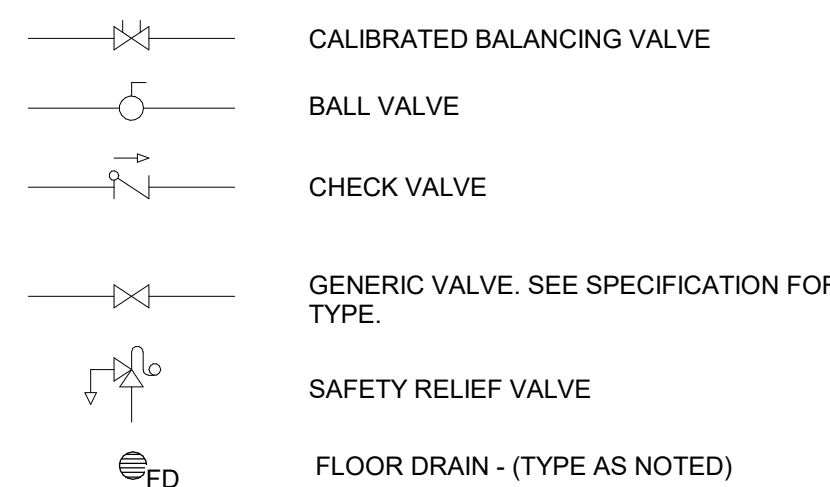 CALIBRATED BALANCING VALVE
BALL VALVE
CHECK VALVE
GENERIC VALVE. SEE SPECIFICATION FOR
TYPE.
SAFETY RELIEF VALVE
FD FLOOR DRAIN - (TYPE AS NOTED)